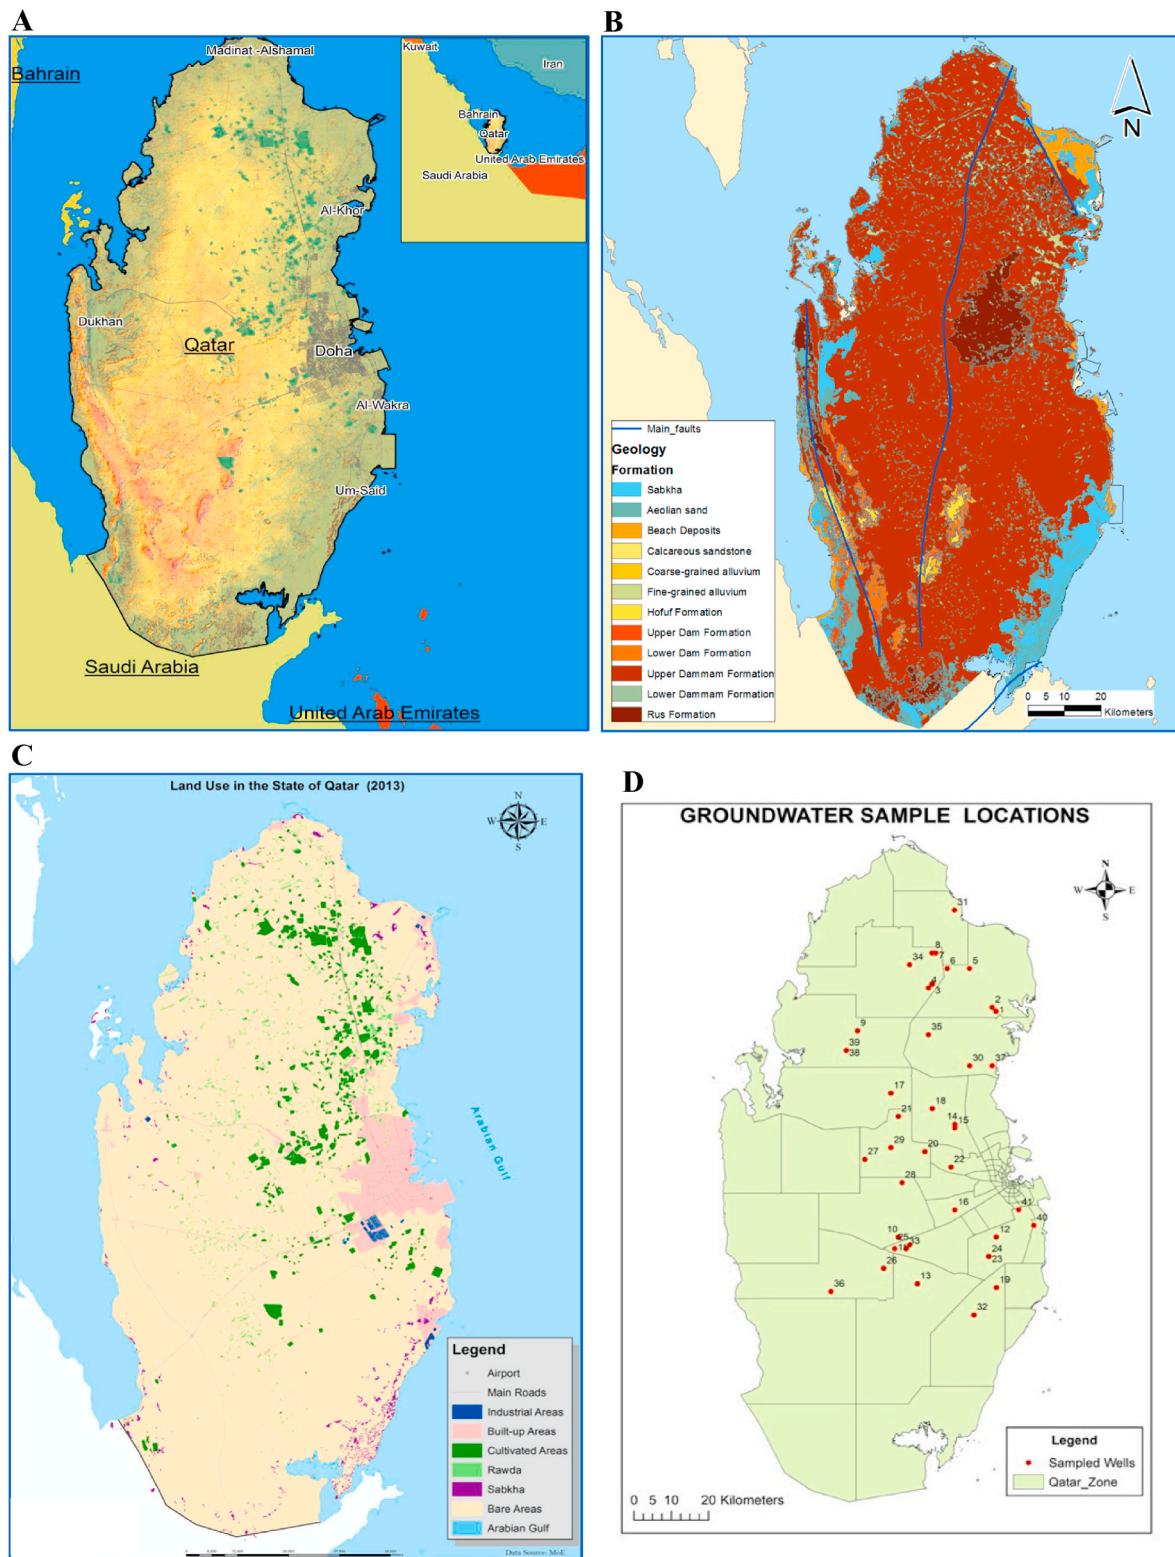 A
Madinat -Alshamal
Bahrain
Kuwait
Iran
Bahrain
Qatar
United Arab Emirates
Saudi Arabia
Al-Khor
Dukhan
Qatar
Doha
Al-Wakra
Um-Said
Saudi Arabia
United Arab Emirates
B
N
Main_faults
Geology
Formation
Sabkha
Aeolian sand
Beach Deposits
Calcareous sandstone
Coarse-grained alluvium
Fine-grained alluvium
Hofuf Formation
Upper Dam Formation
Lower Dam Formation
Upper Dammam Formation
Lower Dammam Formation
Rus Formation
0 5 10 20
Kilometers
C
Land Use in the State of Qatar (2013)
N
W E
S
Arabian Gulf
Legend
Airport
Main Roads
Industrial Areas
Built-up Areas
Cultivated Areas
Rawda
Sabkha
Bare Areas
Arabian Gulf
Data Source: MoE
D
GROUNDWATER SAMPLE LOCATIONS
N
W E
S
31
8
7
34
6
5
4
3
2
1
9
35
39
38
30
37
17
18
21
14
15
29
20
27
22
28
16
41
40
10
25
33
12
24
23
26
13
36
19
32
Legend
Sampled Wells
Qatar_Zone
0 5 10 20 Kilometers